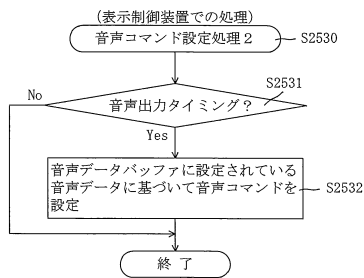 (表示制御装置での処理)
音声コマンド設定処理2
S2530
S2531
No
音声出力タイミング？
Yes
音声データバッファに設定されている
音声データに基づいて音声コマンドを
設定
S2532
終 了